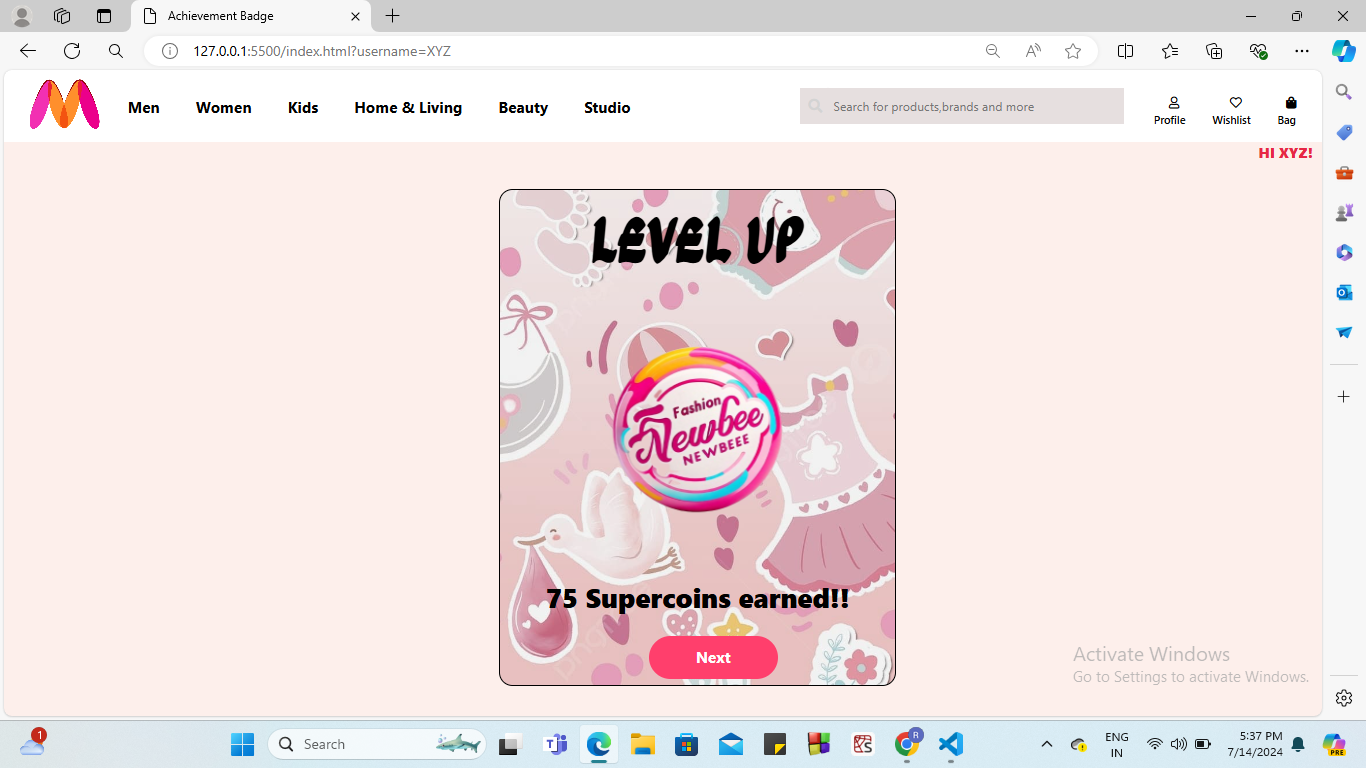 Achievement Badge
127.0.0.1:5500/index.html?username=XYZ
Men Women Kids Home & Living Beauty Studio
Search for products,brands and more
Profile Wishlist Bag
HI XYZ!
LEVEL UP
Fashion
Newbee
NEWBEEE
75 Supercoins earned!!
Next
Activate Windows
Go to Settings to activate Windows.
1
Search
R
ENG
IN
5:37 PM
7/14/2024
PRE